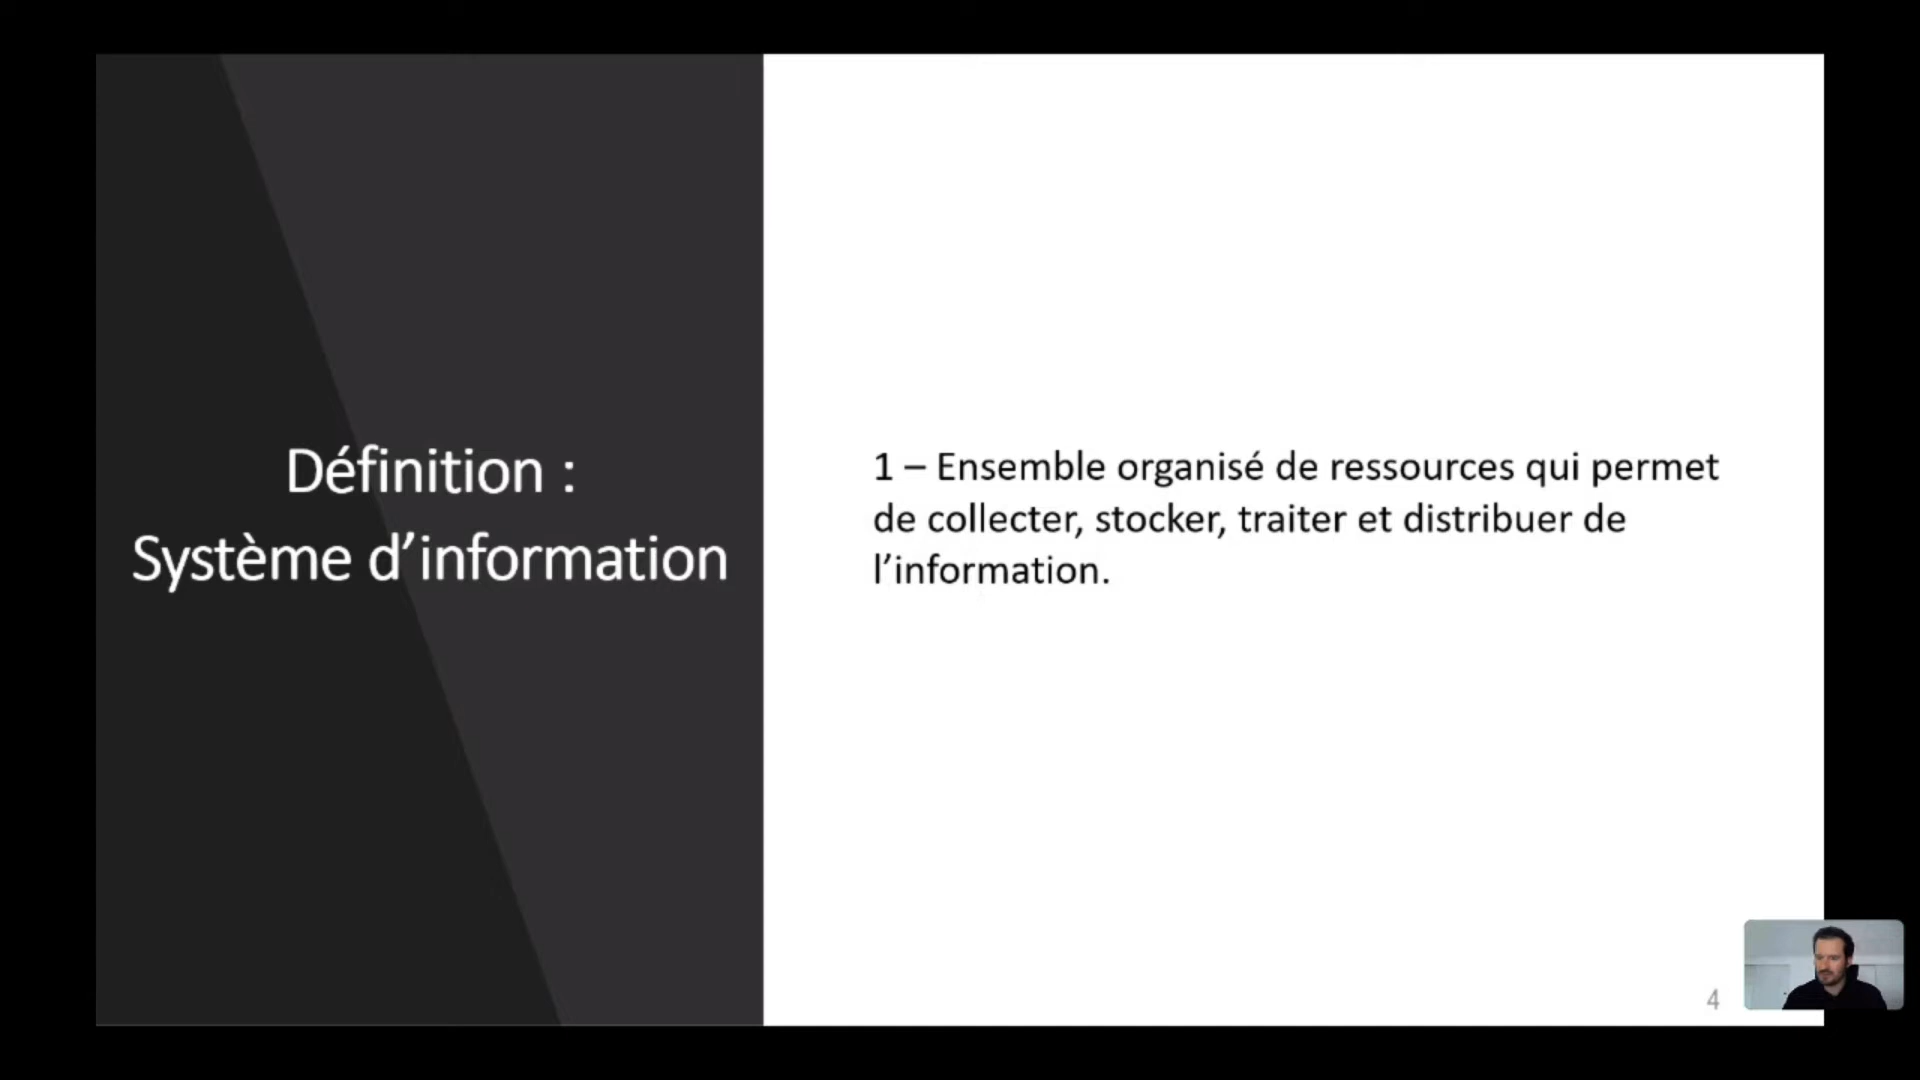 Définition :
Système d’information
1 – Ensemble organisé de ressources qui permet
de collecter, stocker, traiter et distribuer de
l’information.
4